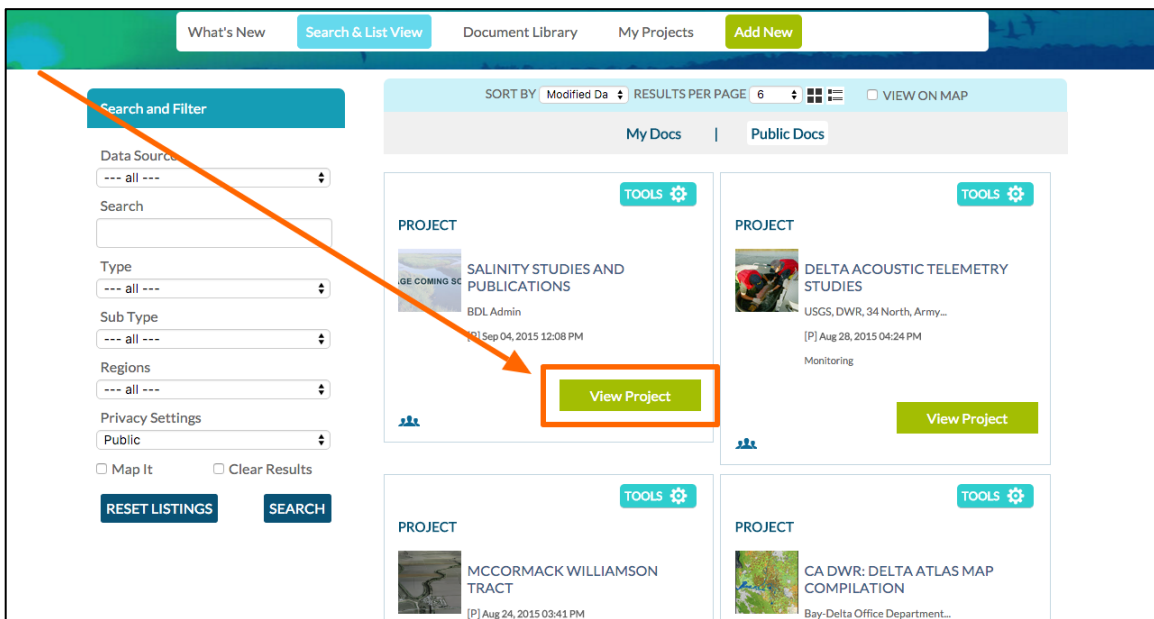 What's New
Search & List View
Document Library
My Projects
Add New
Search and Filter
Data Source
--- all ---
Search
Type
--- all ---
Sub Type
--- all ---
Regions
--- all ---
Privacy Settings
Public
Map It
Clear Results
RESET LISTINGS
SEARCH
SORT BY Modified Da RESULTS PER PAGE 6 VIEW ON MAP
My Docs | Public Docs
TOOLS
PROJECT
AGE COMING SO
SALINITY STUDIES AND
PUBLICATIONS
BDL Admin
[P] Sep 04, 2015 12:08 PM
View Project
TOOLS
PROJECT
DELTA ACOUSTIC TELEMETRY
STUDIES
USGS, DWR, 34 North, Army...
[P] Aug 28, 2015 04:24 PM
Monitoring
View Project
TOOLS
PROJECT
MCCORMACK WILLIAMSON
TRACT
[P] Aug 24, 2015 03:41 PM
TOOLS
PROJECT
CA DWR: DELTA ATLAS MAP
COMPILATION
Bay-Delta Office Department...